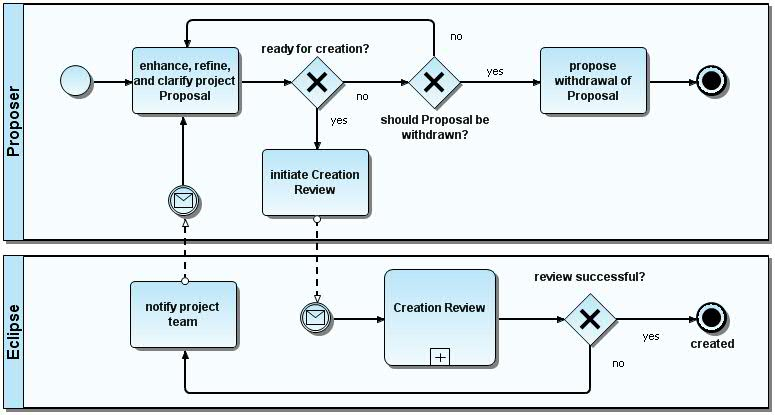 Proposer
ready for creation?
no
enhance, refine,
and clarify project
Proposal
no
yes
propose
withdrawal of
Proposal
yes
should Proposal be
withdrawn?
initiate Creation
Review
Eclipse
review successful?
notify project
team
Creation Review
yes
created
no